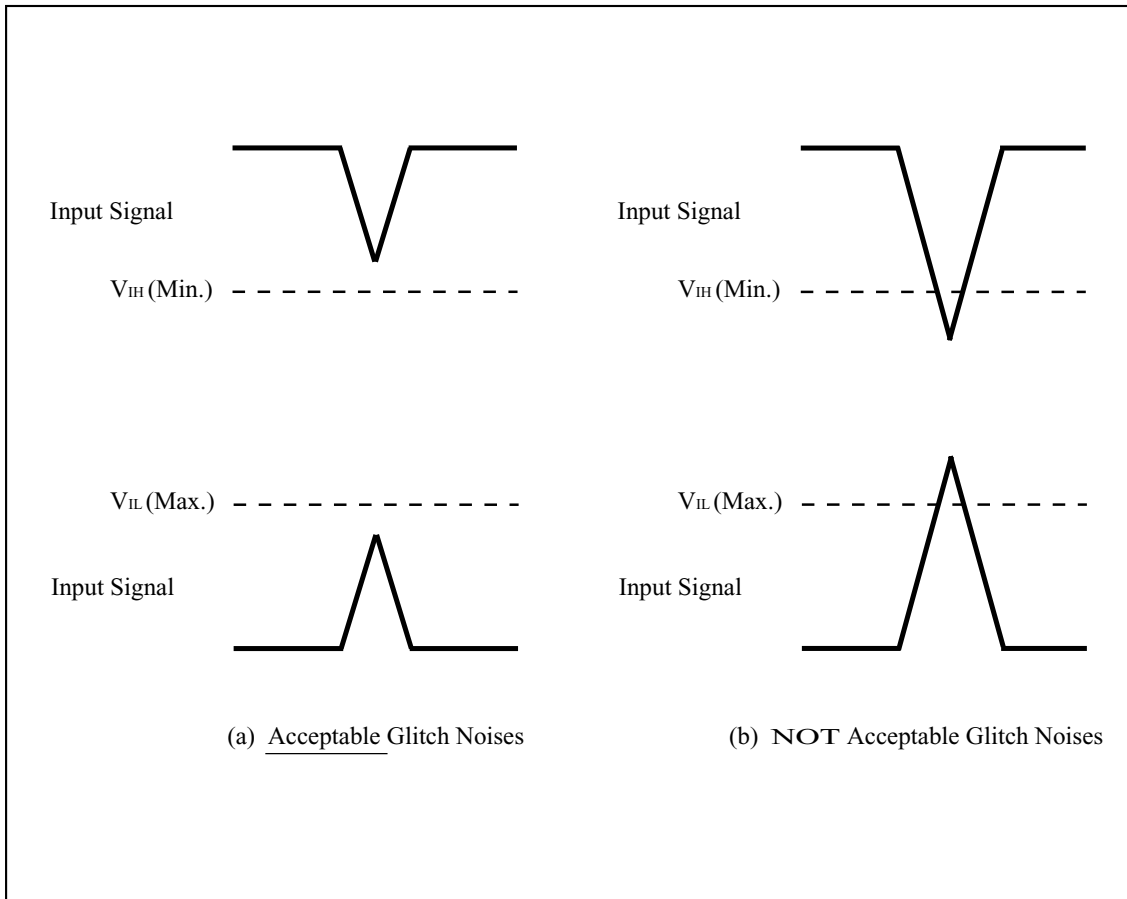 Input Signal
VIH (Min.)
VIL (Max.)
Input Signal
(a) Acceptable Glitch Noises
Input Signal
VIH (Min.)
VIL (Max.)
Input Signal
(b) NOT Acceptable Glitch Noises